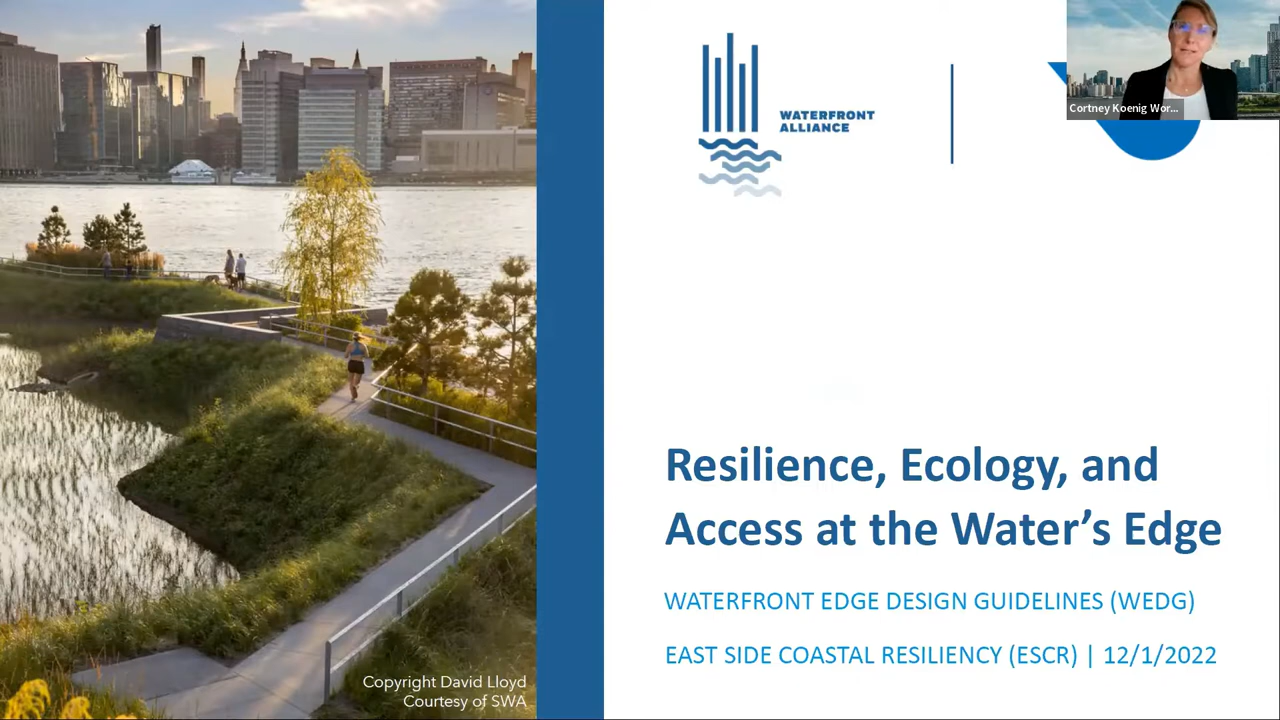 WATERFRONT
ALLIANCE
Cortney Koenig Wor...
Resilience, Ecology, and
Access at the Water’s Edge
WATERFRONT EDGE DESIGN GUIDELINES (WEDG)
EAST SIDE COASTAL RESILIENCY (ESCR) | 12/1/2022
Copyright David Lloyd
Courtesy of SWA